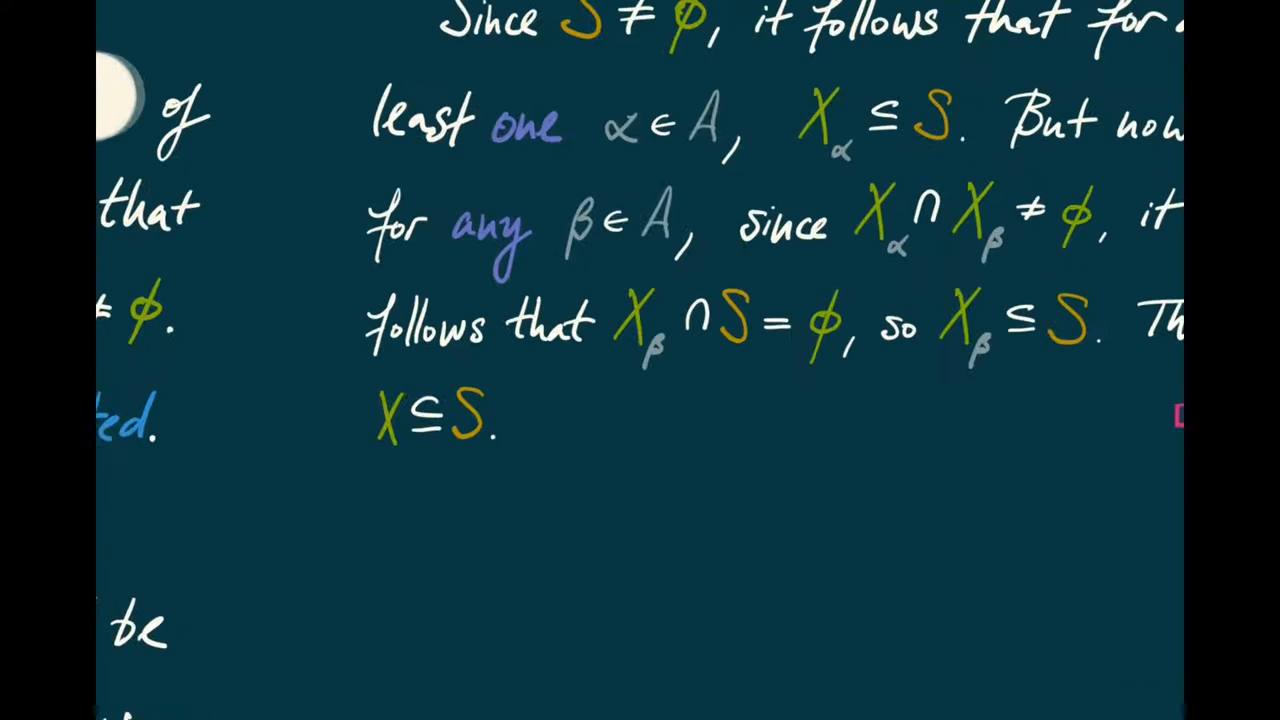 Since S ≠ ϕ, it follows that for
of
least one α ∈ A, X_α ⊆ S. But now
that
for any β ∈ A, since X_α ∩ X_β ≠ ϕ, it
≠ ϕ.
follows that X_β ∩ S = ϕ, so X_β ⊆ S. Th
ted.
X ⊆ S.
be